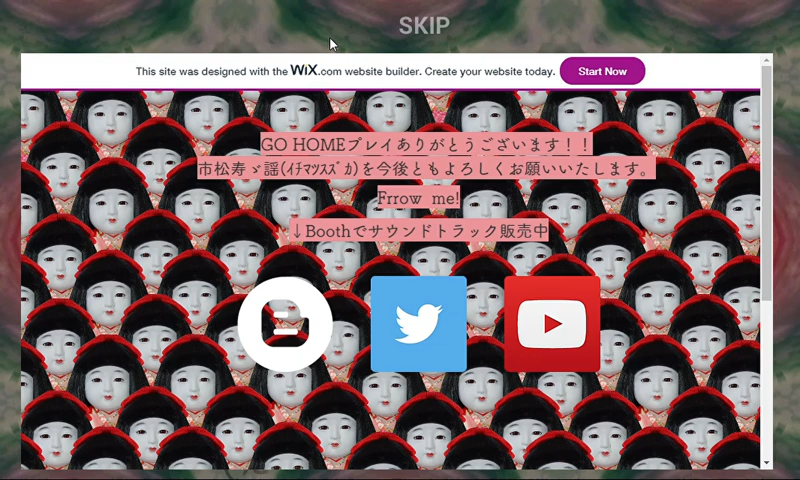 SKIP
This site was designed with the WiX.com website builder. Create your website today. Start Now
GO HOMEプレイありがとうございます！！
市松寿ゞ謡(ｲﾁﾏﾂｽﾞｶ)を今後ともよろしくお願いいたします。
Frrow me!
↓Boothでサウンドトラック販売中